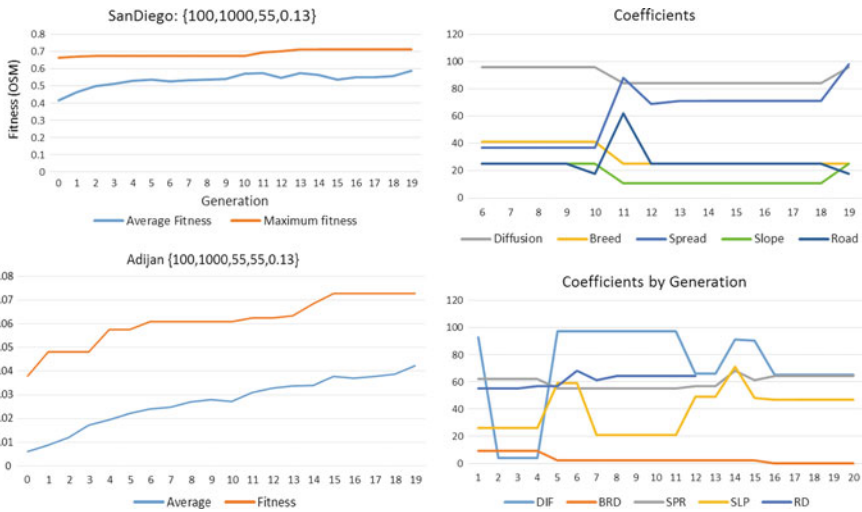 SanDiego: {100,1000,55,0.13}
Fitness (OSM)
0.8
0.7
0.6
0.5
0.4
0.3
0.2
0.1
0
0 1 2 3 4 5 6 7 8 9 10 11 12 13 14 15 16 17 18 19
Generation
Average Fitness Maximum fitness
Coefficients
120
100
80
60
40
20
0
6 7 8 9 10 11 12 13 14 15 16 17 18 19
Diffusion Breed Spread Slope Road
Adijan {100,1000,55,55,0.13}
.08
.07
.06
.05
.04
.03
.02
.01
0
0 1 2 3 4 5 6 7 8 9 10 11 12 13 14 15 16 17 18 19
Average Fitness
Coefficients by Generation
120
100
80
60
40
20
0
1 2 3 4 5 6 7 8 9 10 11 12 13 14 15 16 17 18 19 20
DIF BRD SPR SLP RD